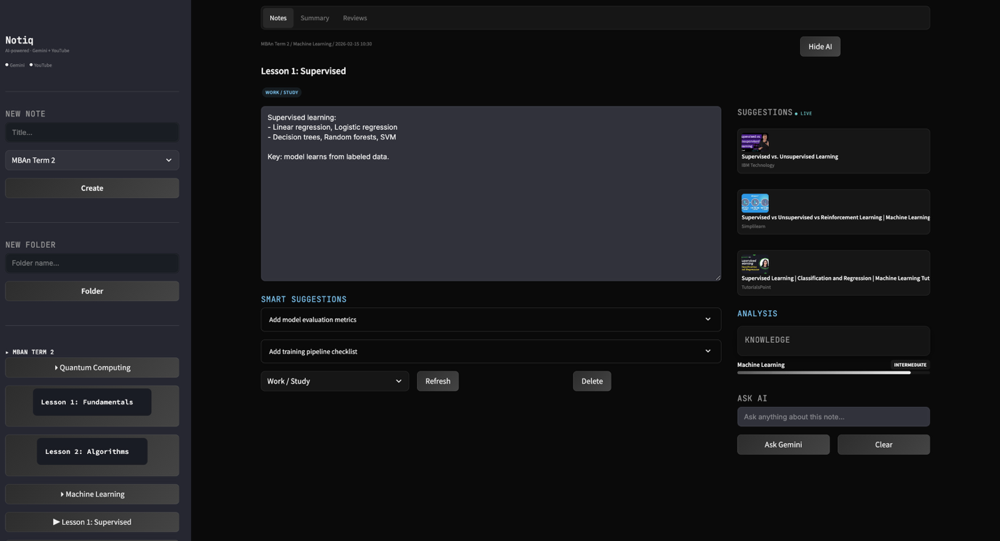 Notiq
AI-powered · Gemini + YouTube
Gemini YouTube
NEW NOTE
Title...
MBAn Term 2
Create
NEW FOLDER
Folder name...
Folder
▸ MBAN TERM 2
Quantum Computing
Lesson 1: Fundamentals
Lesson 2: Algorithms
Machine Learning
▶ Lesson 1: Supervised
Notes Summary Reviews
MBAn Term 2 / Machine Learning / 2026-02-15 10:30
Hide AI
Lesson 1: Supervised
WORK / STUDY
Supervised learning:
- Linear regression, Logistic regression
- Decision trees, Random forests, SVM
Key: model learns from labeled data.
SMART SUGGESTIONS
Add model evaluation metrics
Add training pipeline checklist
Work / Study
Refresh
Delete
SUGGESTIONS ● LIVE
Supervised vs. Unsupervised Learning
IBM Technology
Supervised vs Unsupervised vs Reinforcement Learning | Machine Learning
Simplilearn
Supervised Learning | Classification and Regression | Machine Learning Tut
TutorialsPoint
ANALYSIS
KNOWLEDGE
Machine Learning
INTERMEDIATE
ASK AI
Ask anything about this note...
Ask Gemini
Clear